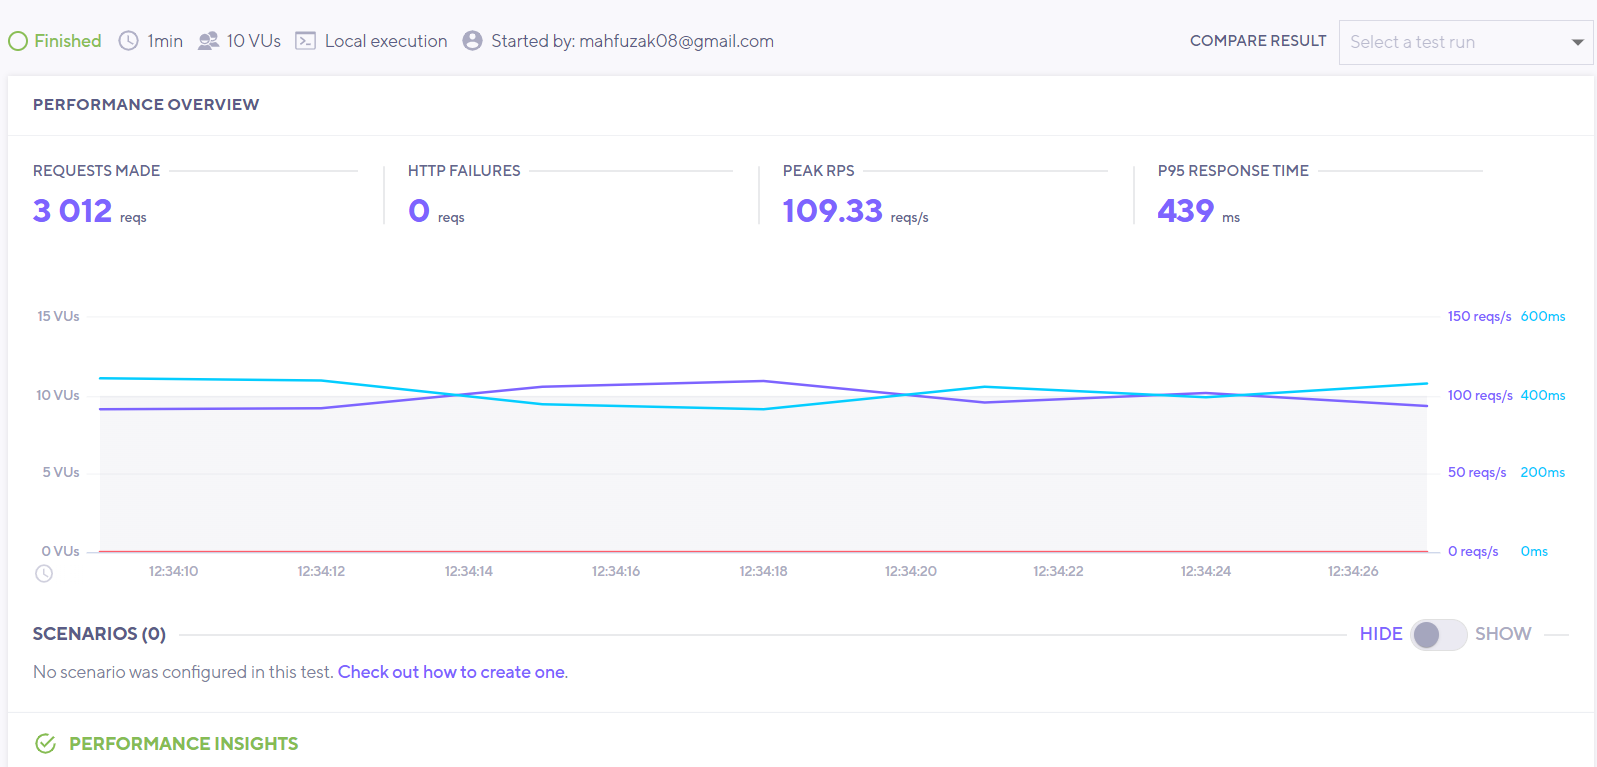 Finished 1min 10 VUs Local execution Started by: mahfuzak08@gmail.com COMPARE RESULT Select a test run
PERFORMANCE OVERVIEW
REQUESTS MADE HTTP FAILURES PEAK RPS P95 RESPONSE TIME
3 012 reqs 0 reqs 109.33 reqs/s 439 ms
15 VUs 150 reqs/s 600ms
10 VUs 100 reqs/s 400ms
5 VUs 50 reqs/s 200ms
0 VUs 0 reqs/s 0ms
12:34:10 12:34:12 12:34:14 12:34:16 12:34:18 12:34:20 12:34:22 12:34:24 12:34:26
SCENARIOS (0) HIDE SHOW
No scenario was configured in this test. Check out how to create one.
PERFORMANCE INSIGHTS